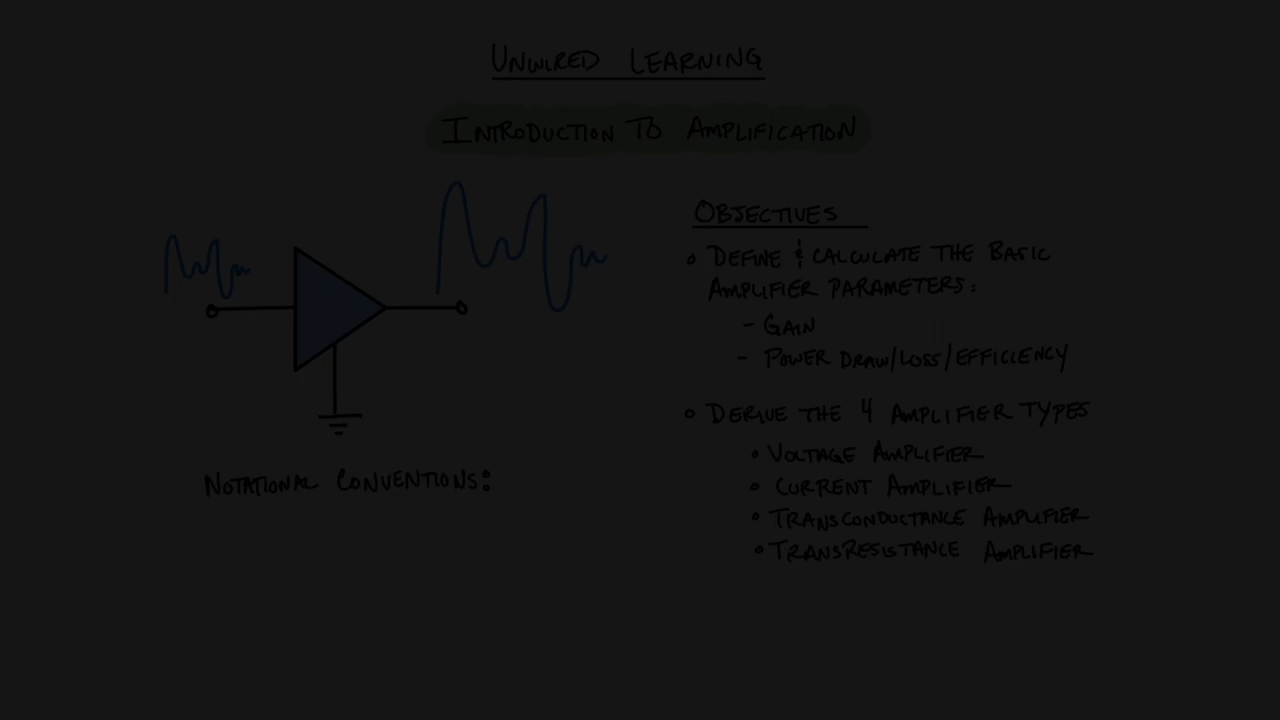 UNWIRED LEARNING
INTRODUCTION TO AMPLIFICATION
OBJECTIVES
• DEFINE & CALCULATE THE BASIC
AMPLIFIER PARAMETERS:
- GAIN
- POWER DRAW/LOSS/EFFICIENCY
• DERIVE THE 4 AMPLIFIER TYPES
• VOLTAGE AMPLIFIER
• CURRENT AMPLIFIER
• TRANSCONDUCTANCE AMPLIFIER
• TRANSRESISTANCE AMPLIFIER
NOTATIONAL CONVENTIONS: